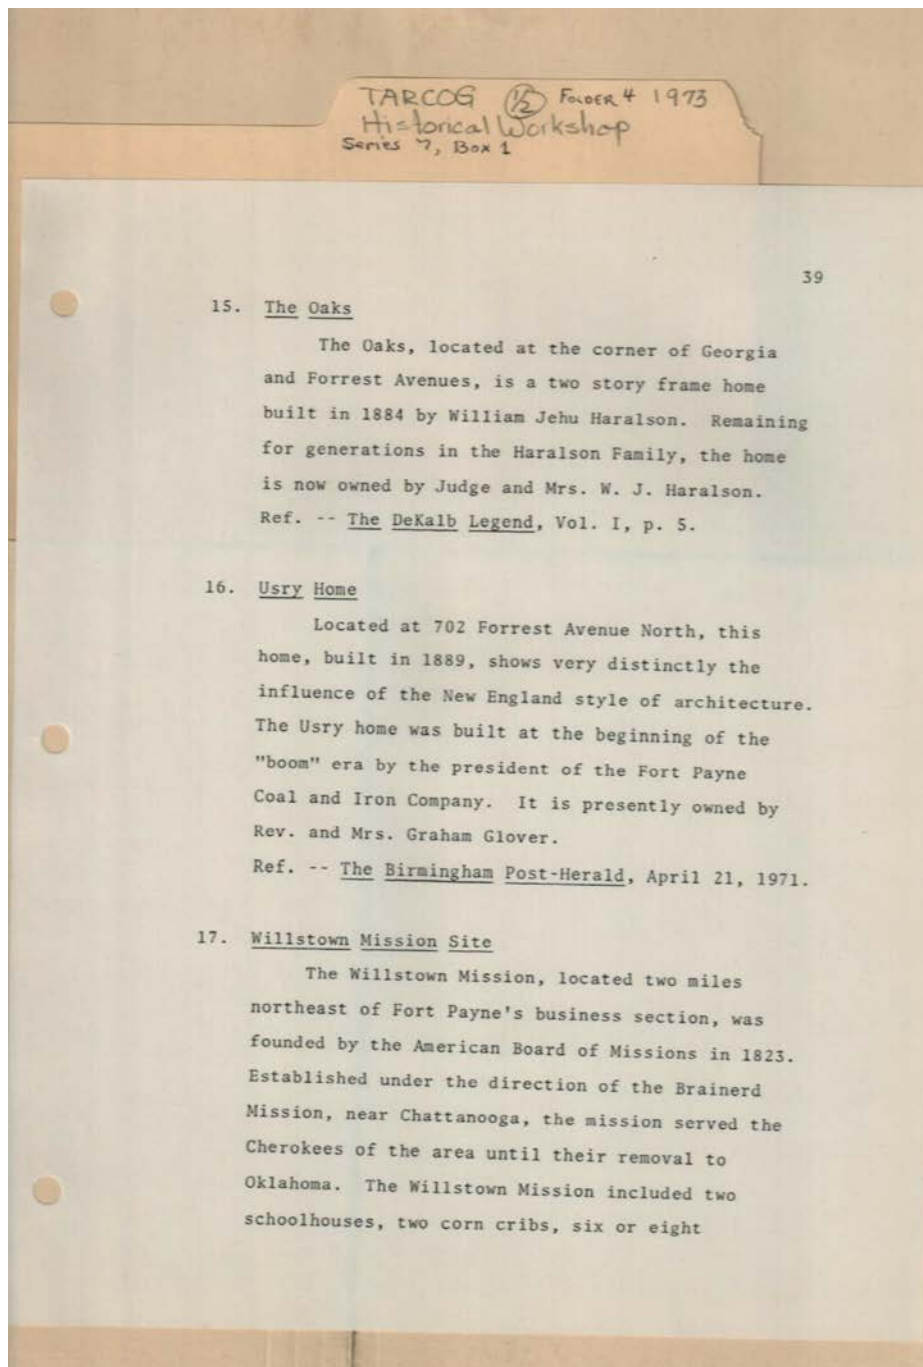 TARCOG 1/2 FOLDER 4 1973
Historical Workshop
Series 7, Box 1
39
15. The Oaks
The Oaks, located at the corner of Georgia
and Forrest Avenues, is a two story frame home
built in 1884 by William Jehu Haralson. Remaining
for generations in the Haralson Family, the home
is now owned by Judge and Mrs. W. J. Haralson.
Ref. -- The DeKalb Legend, Vol. I, p. 5.
16. Usry Home
Located at 702 Forrest Avenue North, this
home, built in 1889, shows very distinctly the
influence of the New England style of architecture.
The Usry home was built at the beginning of the
"boom" era by the president of the Fort Payne
Coal and Iron Company. It is presently owned by
Rev. and Mrs. Graham Glover.
Ref. -- The Birmingham Post-Herald, April 21, 1971.
17. Willstown Mission Site
The Willstown Mission, located two miles
northeast of Fort Payne's business section, was
founded by the American Board of Missions in 1823.
Established under the direction of the Brainerd
Mission, near Chattanooga, the mission served the
Cherokees of the area until their removal to
Oklahoma. The Willstown Mission included two
schoolhouses, two corn cribs, six or eight